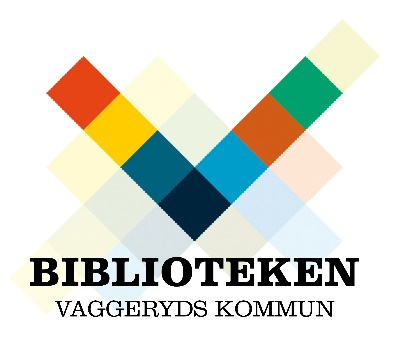 BIBLIOTEKEN
VAGGERYDS KOMMUN